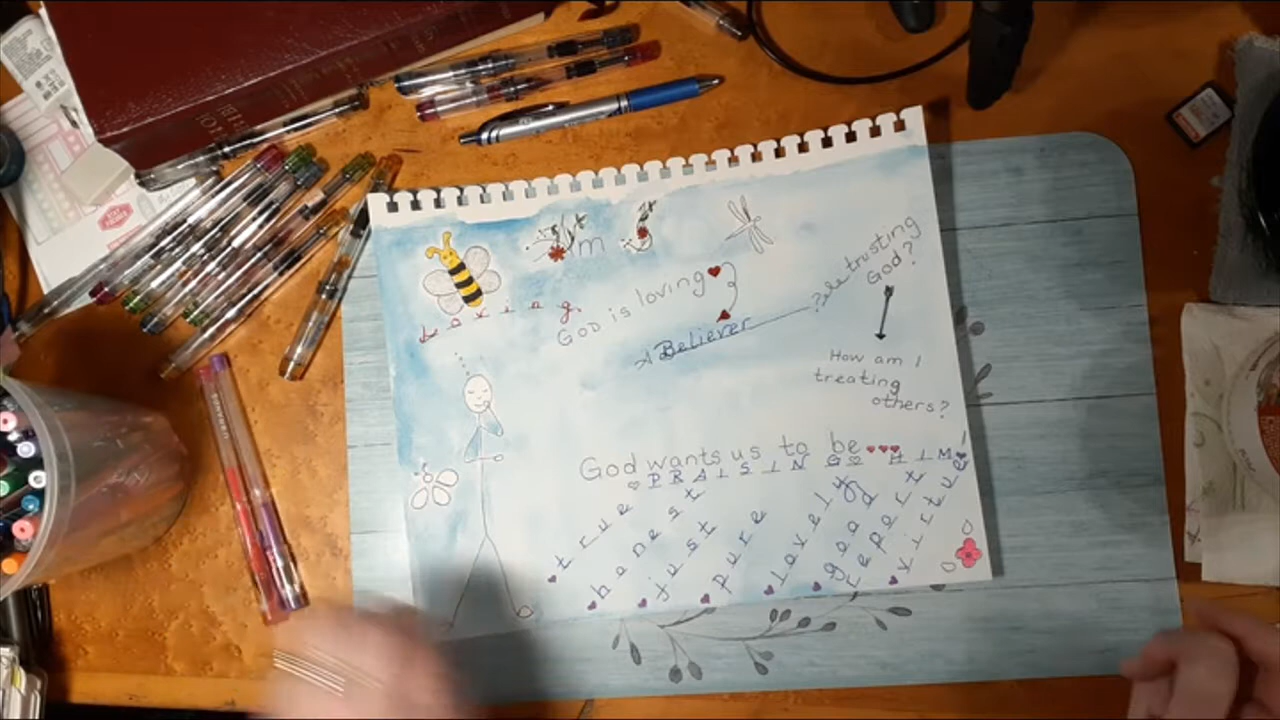 Am I
Loving.
GOD is loving
A Believer
? Be trusting
God?
How am I
treating
others?
God wants us to be
PRAISING HIM
true
honest
just
pure
lovely
good
report
virtue